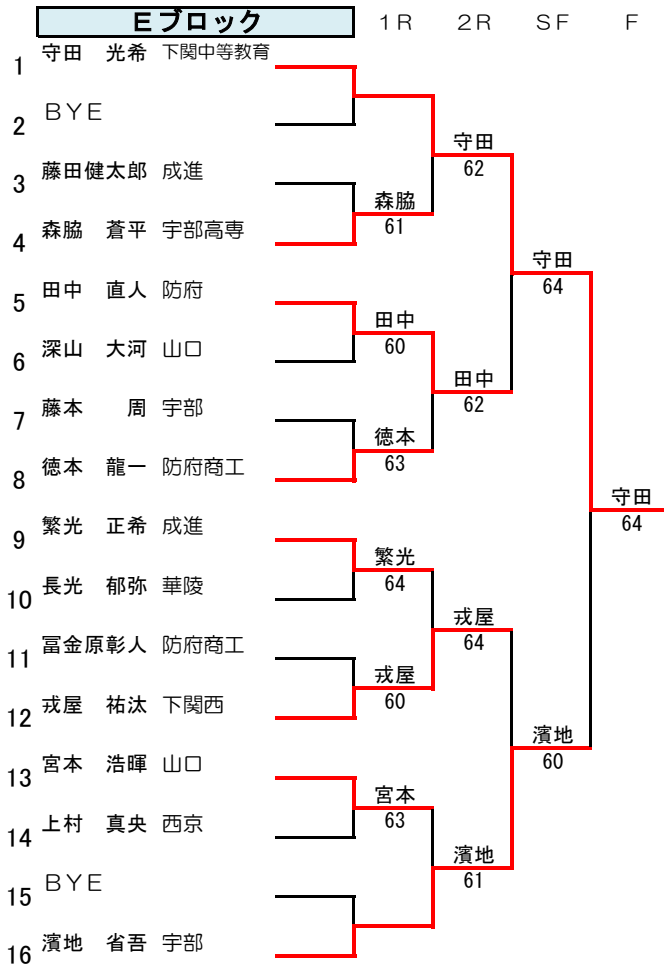 Eブロック 1R 2R SF F
1 守田 光希 下関中等教育
2 BYE
守田
62
3 藤田健太郎 成進
森脇
61
4 森脇 蒼平 宇部高専
守田
64
5 田中 直人 防府
田中
60
6 深山 大河 山口
田中
62
7 藤本 周 宇部
徳本
63
8 徳本 龍一 防府商工
守田
64
9 繁光 正希 成進
繁光
64
10 長光 郁弥 華陵
戎屋
64
11 冨金原彰人 防府商工
戎屋
60
12 戎屋 祐汰 下関西
濱地
60
13 宮本 浩暉 山口
宮本
63
14 上村 真央 西京
濱地
61
15 BYE
16 濱地 省吾 宇部